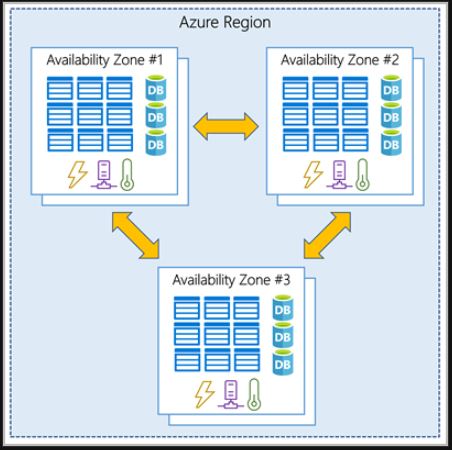 Azure Region
Availability Zone #1
DB
DB
DB
Availability Zone #2
DB
DB
DB
Availability Zone #3
DB
DB
DB